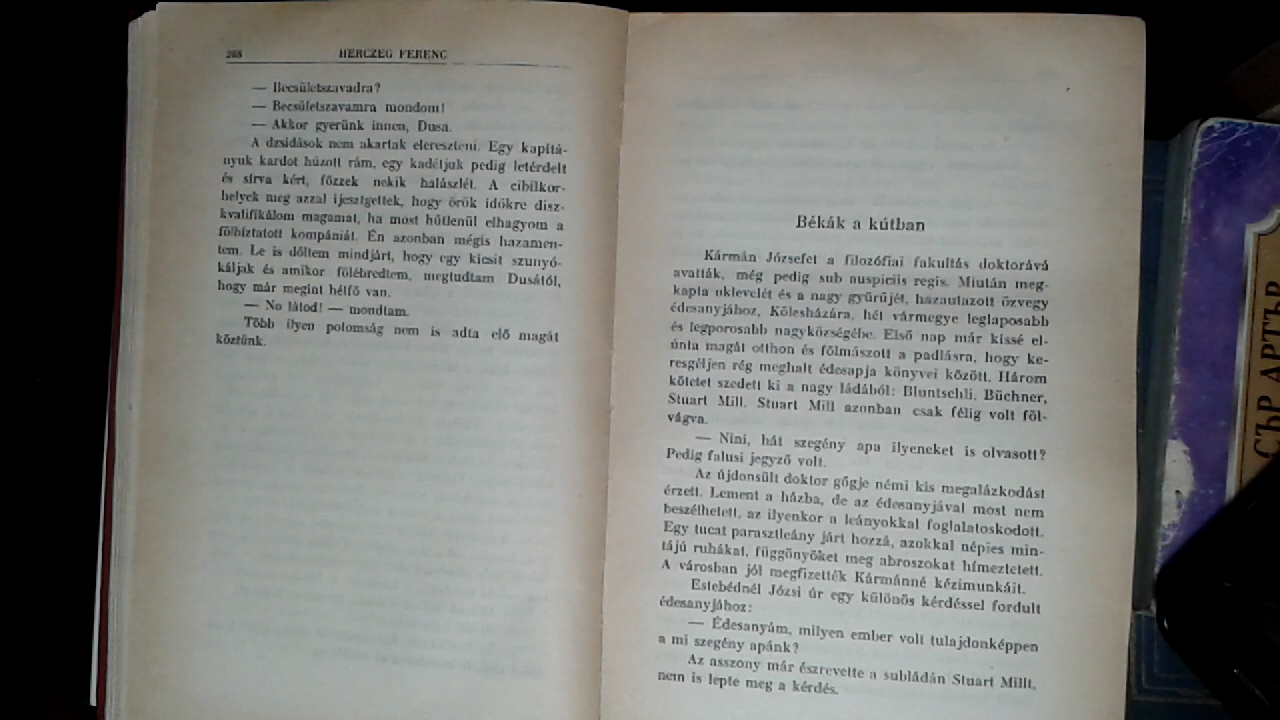 208
HERCZEG FERENC
— Becsületszavadra?
— Becsületszavamra mondom!
— Akkor gyerünk innen, Dusa.
A dzsidások nem akartak elereszteni. Egy kapitá-
nyuk kardot húzott rám, egy kadétjuk pedig letérdelt
és sírva kért, főzzek nekik halászlét. A cibilkor-
helyek meg azzal ijesztgettek, hogy örök időkre disz-
kvalifikálom magamat, ha most hűtlenül elhagyom a
fölbíztatott kompániát. Én azonban mégis hazamen-
tem. Le is dőltem mindjárt, hogy egy kicsit szunyó-
káljak és amikor fölébredtem, megtudtam Dusától,
hogy már megint hétfő van.
— No látod! — mondtam.
Több ilyen polomság nem is adta elő magát
köztünk.
Békák a kútban
Kármán Józsefet a filozófiai fakultás doktorává
avatták, még pedig sub auspiciis regis. Miután meg-
kapta oklevelét és a nagy gyűrűjét, hazautazott özvegy
édesanyjához, Kölesházára, hét vármegye leglaposabb
és legporosabb nagyközségébe. Első nap már kissé el-
únta magát otthon és fölmászott a padlásra, hogy ke-
resgéljen rég meghalt édesapja könyvei között. Három
kötetet szedett ki a nagy ládából: Bluntschli, Büchner,
Stuart Mill. Stuart Mill azonban csak félig volt föl-
vágva.
— Nini, hát szegény apa ilyeneket is olvasott?
Pedig falusi jegyző volt.
Az újdonsült doktor gőgje némi kis megalázkodást
érzett. Lement a házba, de az édesanyjával most nem
beszélhetett, az ilyenkor a leányokkal foglalatoskodott.
Egy tucat parasztleány járt hozzá, azokkal népies min-
tájú ruhákat, függönyöket meg abroszokat hímeztetett.
A városban jól megfizették Kármánné kézimunkáit.
Estebédnél Józsi úr egy különös kérdéssel fordult
édesanyjához:
— Édesanyám, milyen ember volt tulajdonképpen
a mi szegény apánk?
Az asszony már észrevette a subládán Stuart Millt,
nem is lepte meg a kérdés.
СЪР АРТЪР